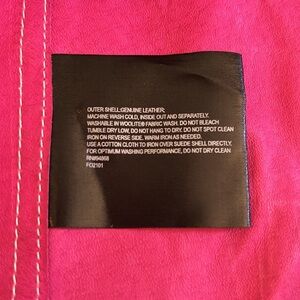 OUTER SHELL:GENUINE LEATHER;
MACHINE WASH COLD, INSIDE OUT AND SEPARATELY.
WASHABLE IN WOOLITE® FABRIC WASH. DO NOT BLEACH
TUMBLE DRY LOW, DO NOT HANG TO DRY. DO NOT SPOT CLEAN
IRON ON REVERSE SIDE. WARM IRON AS NEEDED.
USE A COTTON CLOTH TO IRON OVER SUEDE SHELL DIRECTLY.
FOR OPTIMUM WASHING PERFORMANCE, DO NOT DRY CLEAN
RN#94868
FO2101